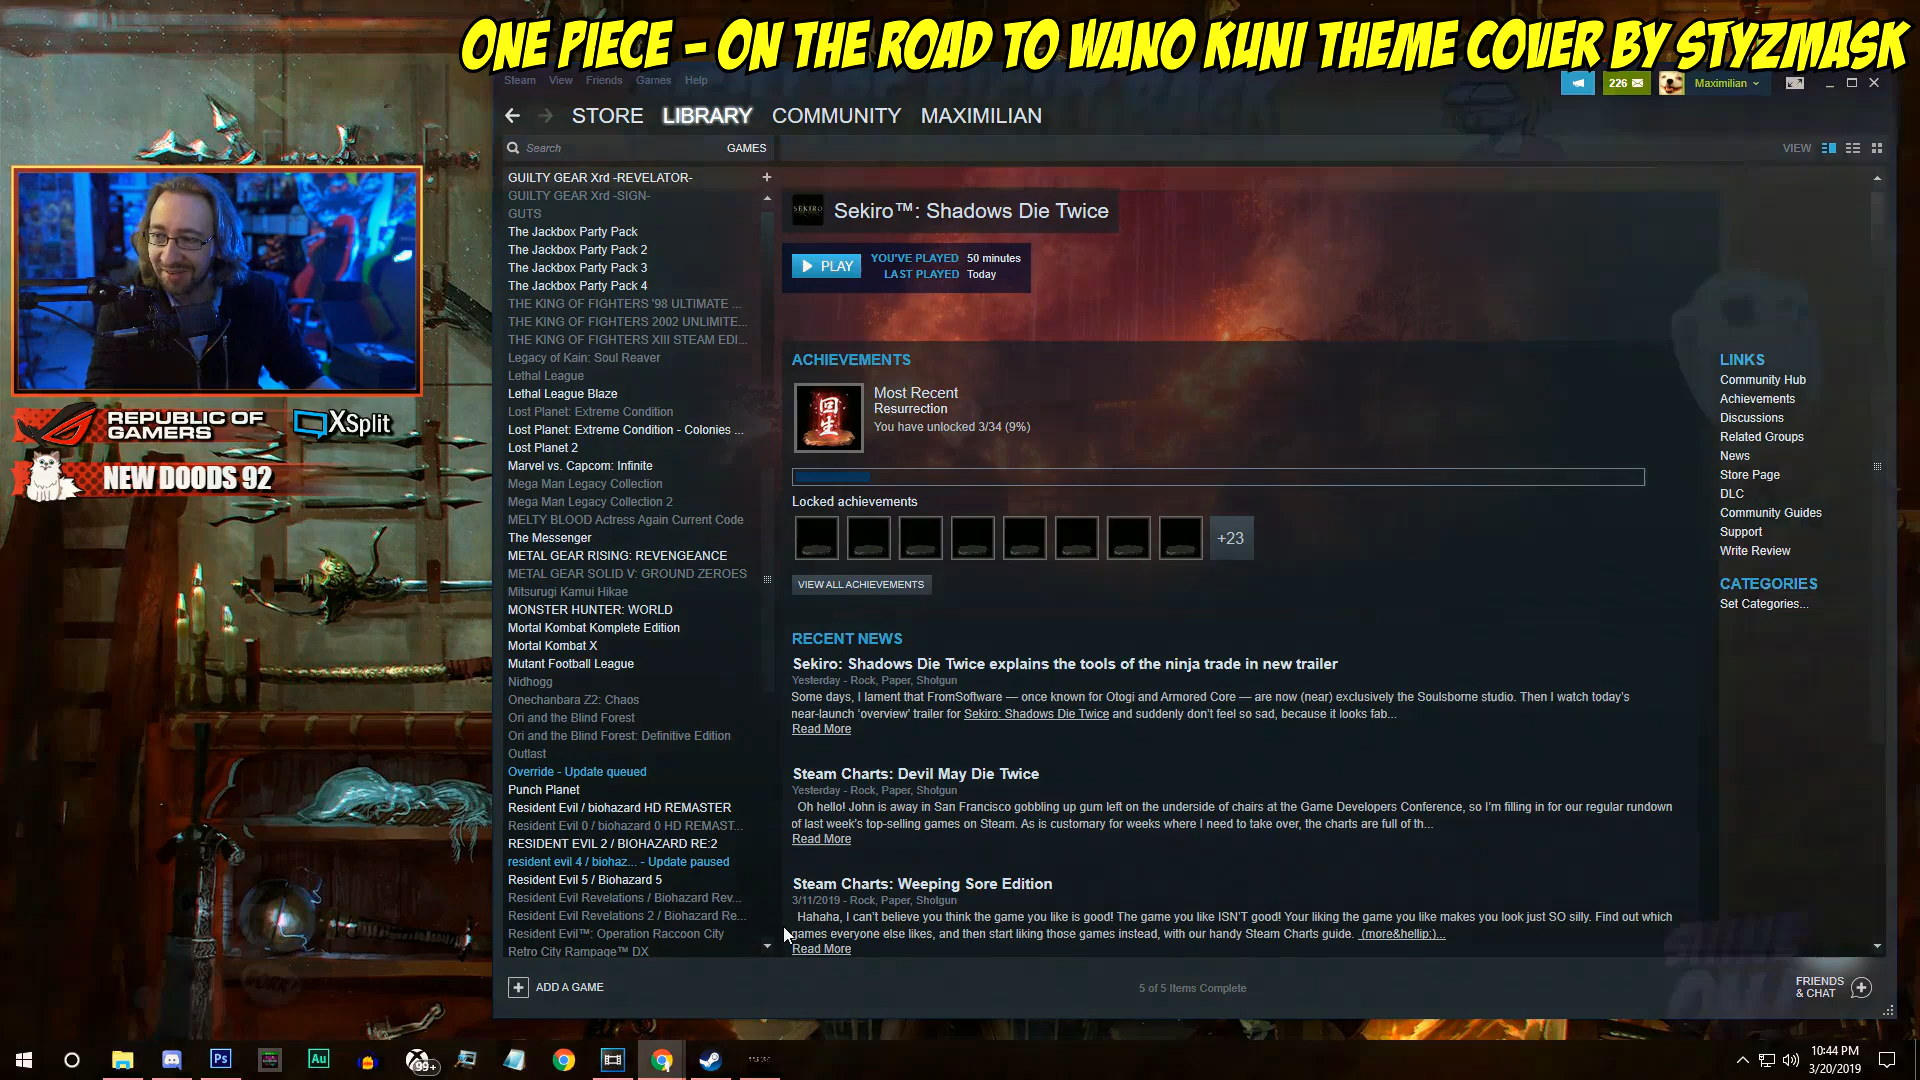 ONE PIECE - ON THE ROAD TO WANO KUNI THEME COVER BY STYZMASK
Steam View Friends Games Help
226
Maximilian
STORE LIBRARY COMMUNITY MAXIMILIAN
Search
GAMES
VIEW
GUILTY GEAR Xrd -REVELATOR-
GUILTY GEAR Xrd -SIGN-
GUTS
The Jackbox Party Pack
The Jackbox Party Pack 2
The Jackbox Party Pack 3
The Jackbox Party Pack 4
THE KING OF FIGHTERS '98 ULTIMATE ...
THE KING OF FIGHTERS 2002 UNLIMITE...
THE KING OF FIGHTERS XIII STEAM EDI...
Legacy of Kain: Soul Reaver
Lethal League
Lethal League Blaze
Lost Planet: Extreme Condition
Lost Planet: Extreme Condition - Colonies ...
Lost Planet 2
Marvel vs. Capcom: Infinite
Mega Man Legacy Collection
Mega Man Legacy Collection 2
MELTY BLOOD Actress Again Current Code
The Messenger
METAL GEAR RISING: REVENGEANCE
METAL GEAR SOLID V: GROUND ZEROES
Mitsurugi Kamui Hikae
MONSTER HUNTER: WORLD
Mortal Kombat Komplete Edition
Mortal Kombat X
Mutant Football League
Nidhogg
Onechanbara Z2: Chaos
Ori and the Blind Forest
Ori and the Blind Forest: Definitive Edition
Outlast
Override - Update queued
Punch Planet
Resident Evil / biohazard HD REMASTER
Resident Evil 0 / biohazard 0 HD REMAST...
RESIDENT EVIL 2 / BIOHAZARD RE:2
resident evil 4 / biohaz... - Update paused
Resident Evil 5 / Biohazard 5
Resident Evil Revelations / Biohazard Rev...
Resident Evil Revelations 2 / Biohazard Re...
Resident Evil™: Operation Raccoon City
Retro City Rampage™ DX
ADD A GAME
SEKIRO
Sekiro™: Shadows Die Twice
PLAY
YOU'VE PLAYED 50 minutes
LAST PLAYED Today
ACHIEVEMENTS
回生
Most Recent
Resurrection
You have unlocked 3/34 (9%)
Locked achievements
+23
VIEW ALL ACHIEVEMENTS
RECENT NEWS
Sekiro: Shadows Die Twice explains the tools of the ninja trade in new trailer
Yesterday - Rock, Paper, Shotgun
Some days, I lament that FromSoftware — once known for Otogi and Armored Core — are now (near) exclusively the Soulsborne studio. Then I watch today's
near-launch 'overview' trailer for Sekiro: Shadows Die Twice and suddenly don't feel so sad, because it looks fab...
Read More
Steam Charts: Devil May Die Twice
Yesterday - Rock, Paper, Shotgun
Oh hello! John is away in San Francisco gobbling up gum left on the underside of chairs at the Game Developers Conference, so I'm filling in for our regular rundown
of last week's top-selling games on Steam. As is customary for weeks where I need to take over, the charts are full of th...
Read More
Steam Charts: Weeping Sore Edition
3/11/2019 - Rock, Paper, Shotgun
Hahaha, I can't believe you think the game you like is good! The game you like ISN'T good! Your liking the game you like makes you look just SO silly. Find out which
games everyone else likes, and then start liking those games instead, with our handy Steam Charts guide. (more&hellip;)...
Read More
5 of 5 Items Complete
LINKS
Community Hub
Achievements
Discussions
Related Groups
News
Store Page
DLC
Community Guides
Support
Write Review
CATEGORIES
Set Categories...
FRIENDS
& CHAT
REPUBLIC OF
GAMERS
XSplit
NEW DOODS 92
Ps
Au
99+
10:44 PM
3/20/2019